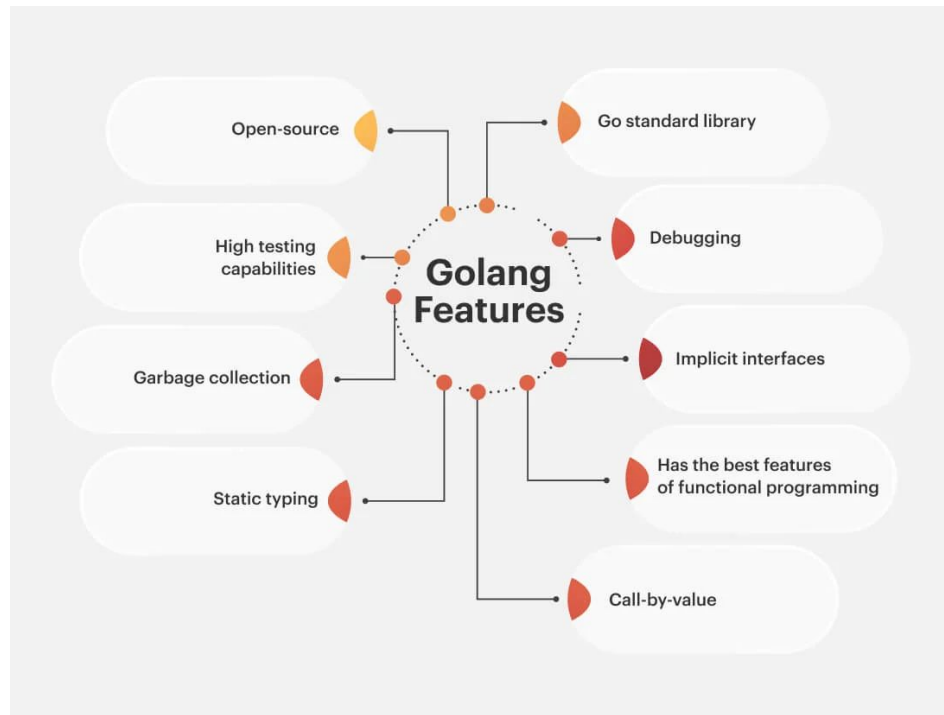 Golang
Features
Open-source
High testing
capabilities
Garbage collection
Static typing
Go standard library
Debugging
Implicit interfaces
Has the best features
of functional programming
Call-by-value